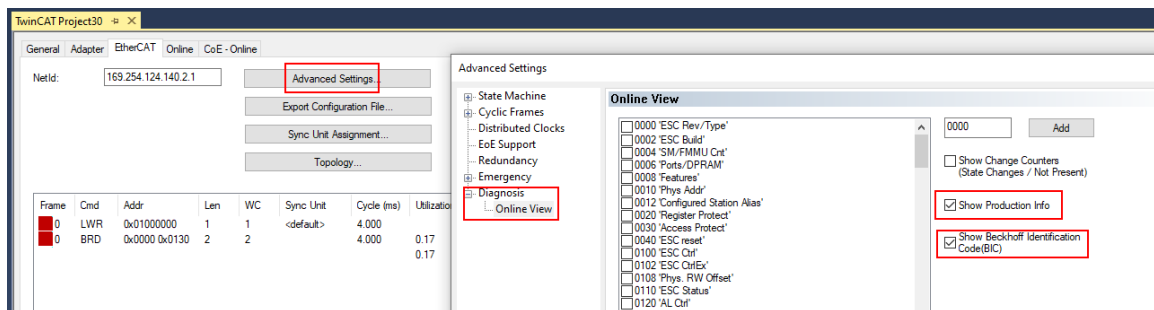 TwinCAT Project30
General Adapter EtherCAT Online CoE - Online
NetId: 169.254.124.140.2.1
Advanced Settings...
Export Configuration File...
Sync Unit Assignment...
Topology...
Frame Cmd Addr Len WC Sync Unit Cycle (ms) Utilizatio
0 LWR 0x01000000 1 1 <default> 4.000
0 BRD 0x0000 0x0130 2 2 4.000 0.17
0.17
Advanced Settings
State Machine
Cyclic Frames
Distributed Clocks
EoE Support
Redundancy
Emergency
Diagnosis
Online View
Online View
0000 'ESC Rev/Type'
0002 'ESC Build'
0004 'SM/FMMU Cnt'
0006 'Ports/DPRAM'
0008 'Features'
0010 'Phys Addr'
0012 'Configured Station Alias'
0020 'Register Protect'
0030 'Access Protect'
0040 'ESC reset'
0100 'ESC Ctrl'
0102 'ESC CtrlEx'
0108 'Phys. RW Offset'
0110 'ESC Status'
0120 'AL Ctrl'
0000 Add
Show Change Counters
(State Changes / Not Present)
Show Production Info
Show Beckhoff Identification
Code(BIC)